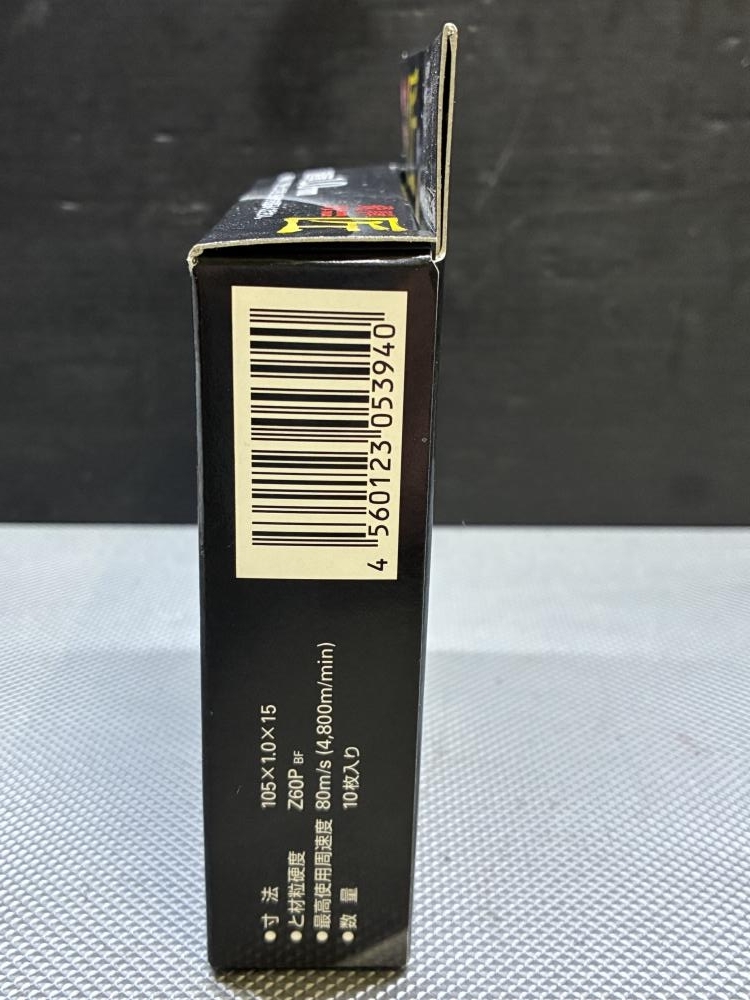 4 560123 053940
●寸 法 105×1.0×15
●と材粒硬度 Z60P BF
●最高使用周速度 80m/s (4,800m/min)
●数 量 10枚入り